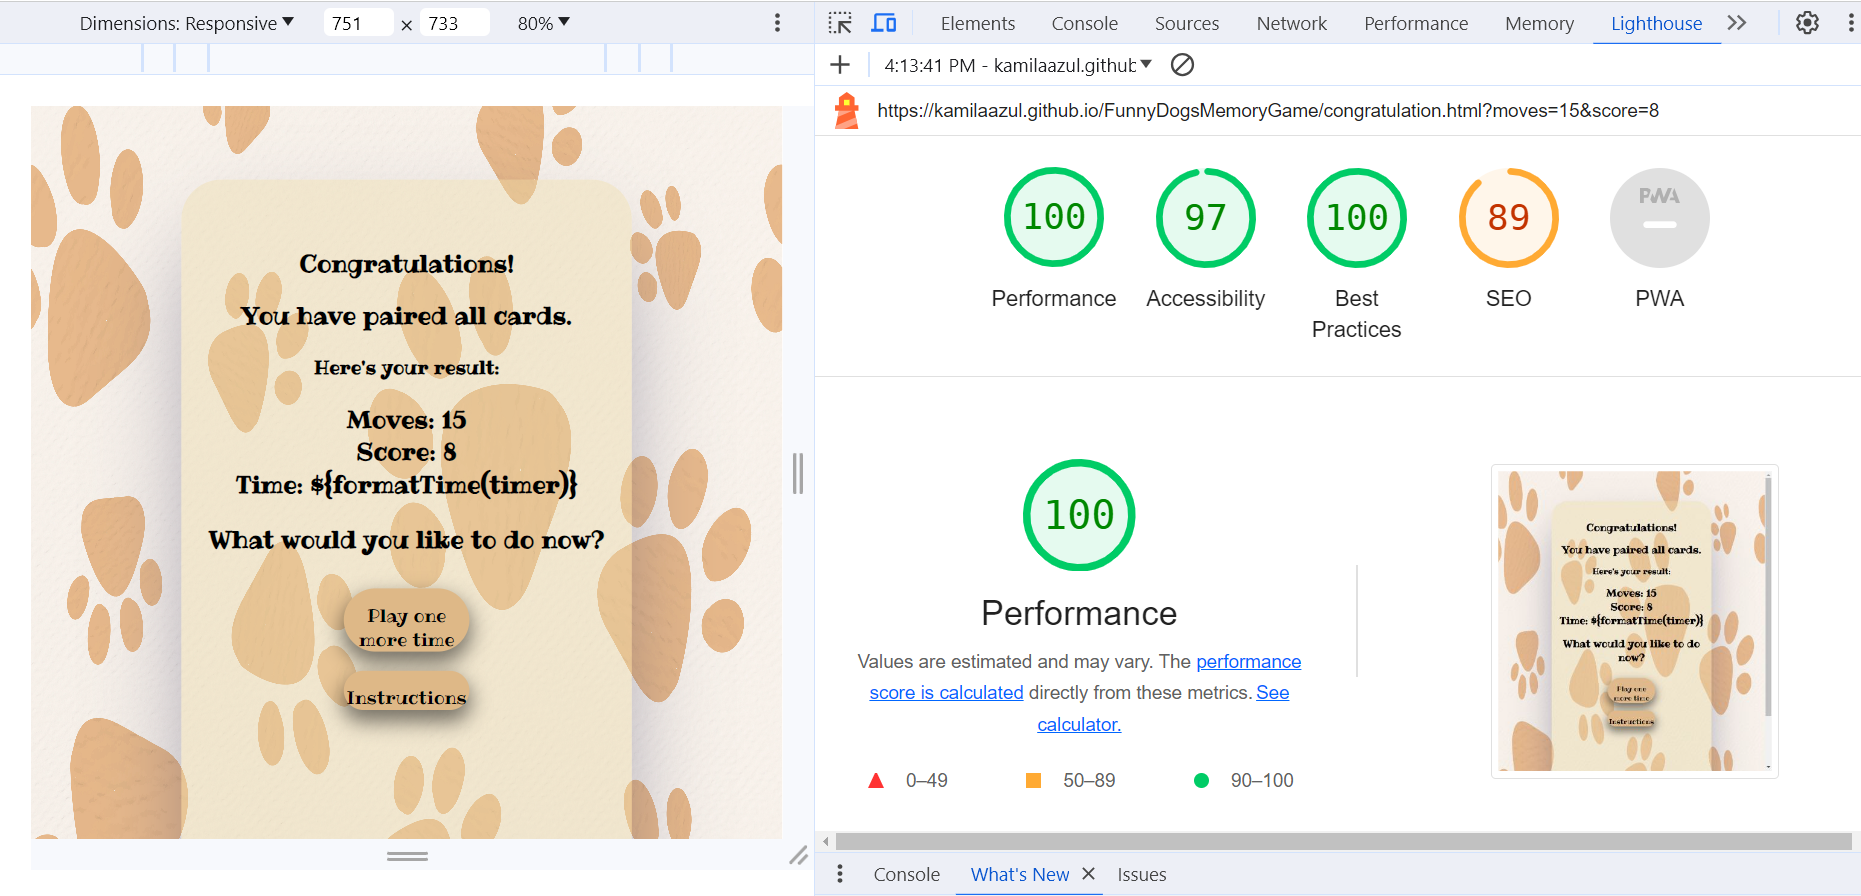 Dimensions: Responsive 751 × 733 80%
Congratulations!
You have paired all cards.
Here's your result:
Moves: 15
Score: 8
Time: ${formatTime(timer)}
What would you like to do now?
Play one
more time
Instructions
Elements Console Sources Network Performance Memory Lighthouse
4:13:41 PM - kamilaazul.github
https://kamilaazul.github.io/FunnyDogsMemoryGame/congratulation.html?moves=15&score=8
100 97 100 89 PWA
Performance Accessibility Best SEO PWA
Practices
100
Performance
Values are estimated and may vary. The performance
score is calculated directly from these metrics. See
calculator.
0–49 50–89 90–100
Congratulations!
You have paired all cards.
Here's your result:
Moves: 15
Score: 8
Time: ${formatTime(timer)}
What would you like to do
now?
Play one
more time
Instructions
Console What's New Issues